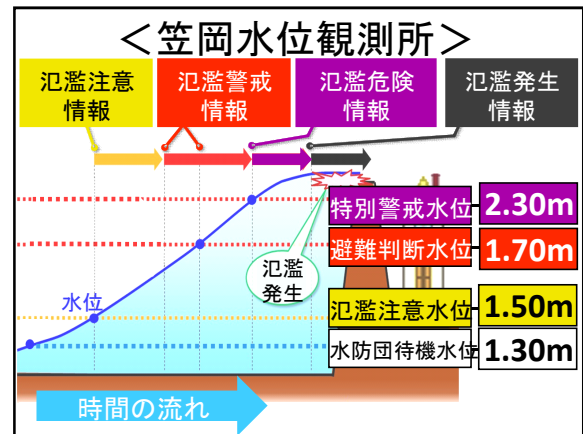 ＜笠岡水位観測所＞
氾濫注意
情報
氾濫警戒
情報
氾濫危険
情報
氾濫発生
情報
特別警戒水位 2.30m
避難判断水位 1.70m
氾濫
発生
水位
氾濫注意水位 1.50m
水防団待機水位 1.30m
時間の流れ